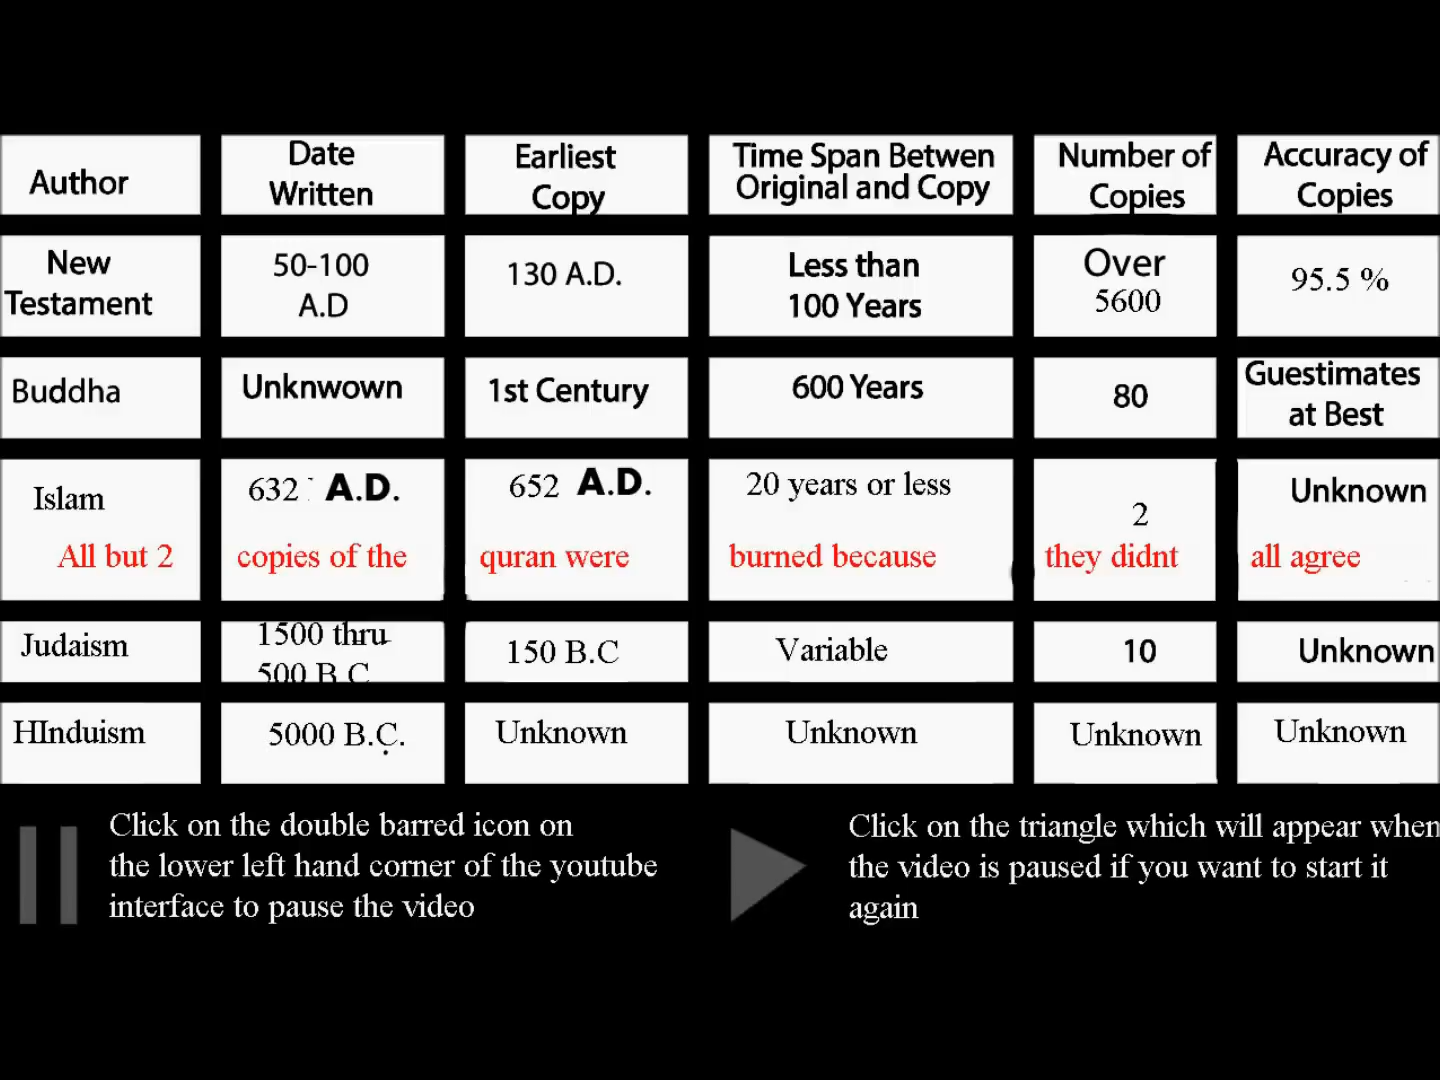 Author
Date
Written
Earliest
Copy
Time Span Betwen
Original and Copy
Number of
Copies
Accuracy of
Copies
New
Testament
50-100
A.D
130 A.D.
Less than
100 Years
Over
5600
95.5 %
Buddha
Unknwown
1st Century
600 Years
80
Guestimates
at Best
Islam
632 A.D.
652 A.D.
20 years or less
2
Unknown
All but 2 copies of the quran were burned because they didnt all agree
Judaism
1500 thru
500 B.C
150 B.C
Variable
10
Unknown
HInduism
5000 B.C.
Unknown
Unknown
Unknown
Unknown
Click on the double barred icon on
the lower left hand corner of the youtube
interface to pause the video
Click on the triangle which will appear when
the video is paused if you want to start it
again